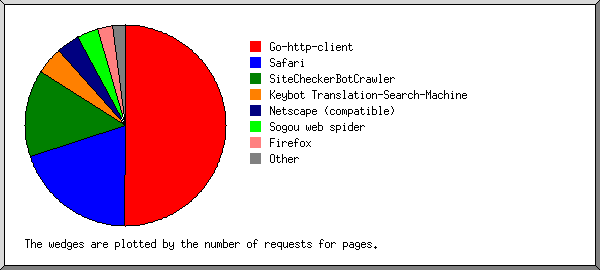 Go-http-client
Safari
SiteCheckerBotCrawler
Keybot Translation-Search-Machine
Netscape (compatible)
Sogou web spider
Firefox
Other
The wedges are plotted by the number of requests for pages.